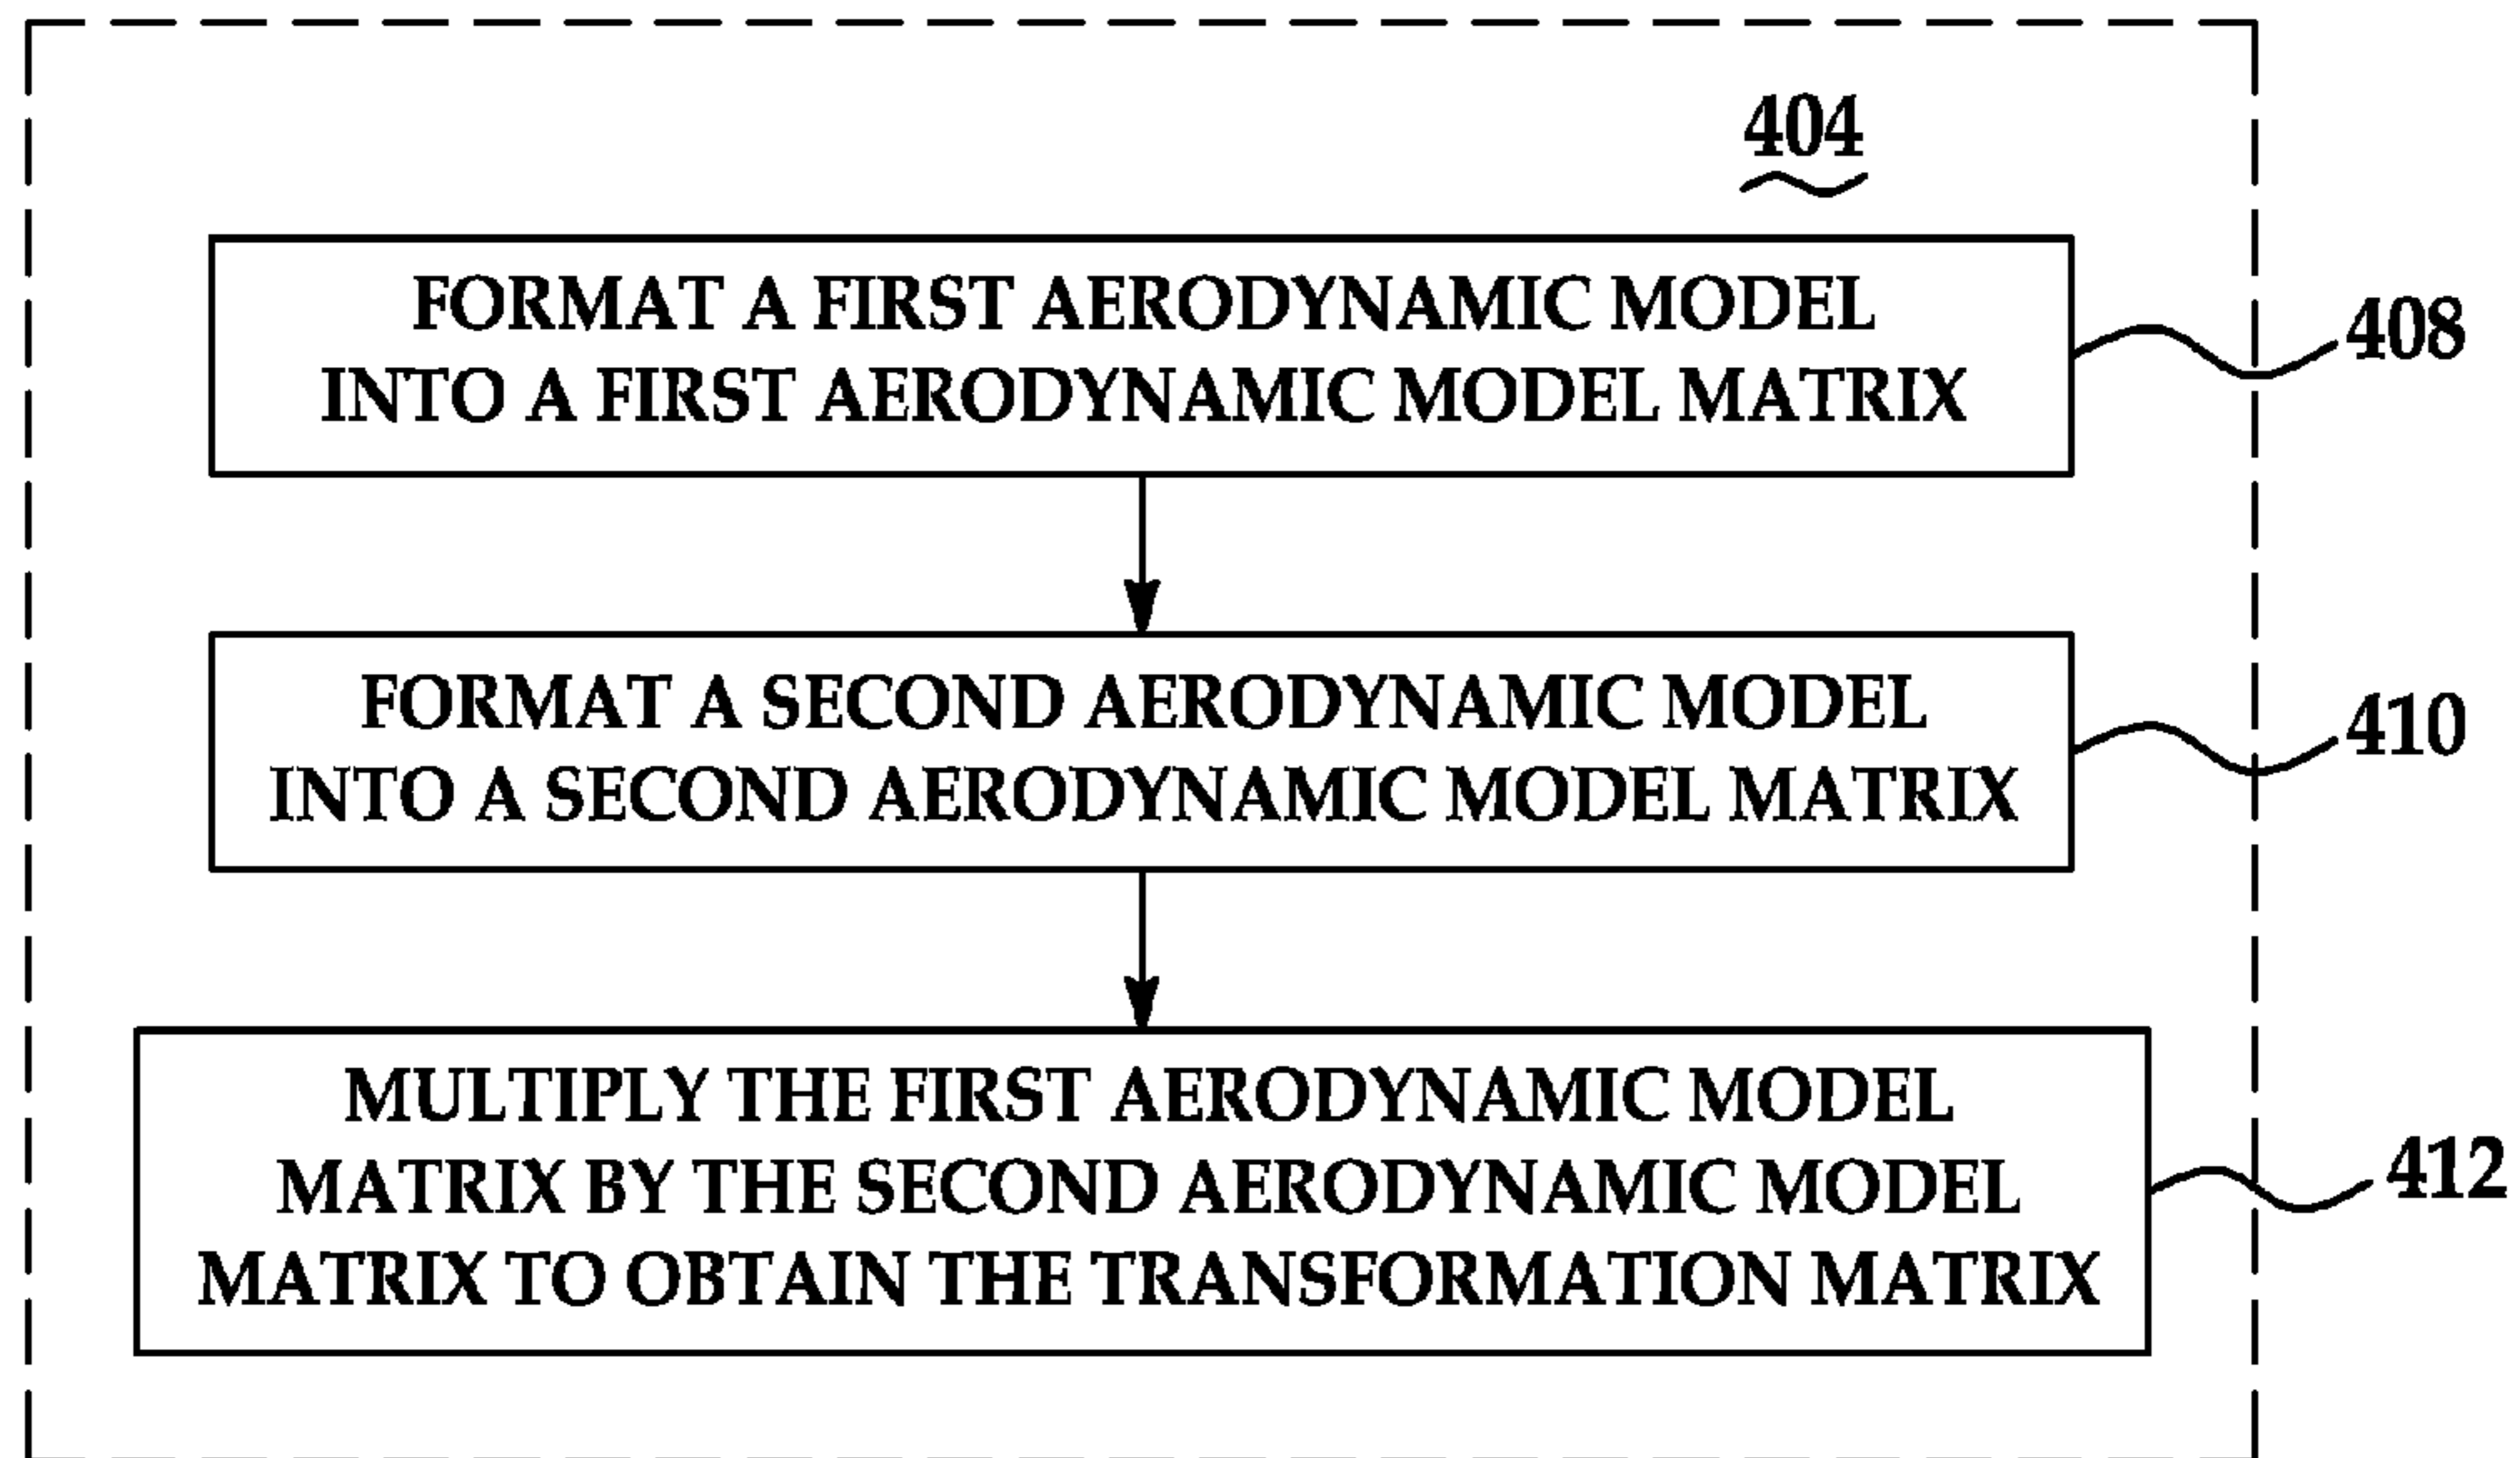 404
FORMAT A FIRST AERODYNAMIC MODEL
INTO A FIRST AERODYNAMIC MODEL MATRIX
408
FORMAT A SECOND AERODYNAMIC MODEL
INTO A SECOND AERODYNAMIC MODEL MATRIX
410
MULTIPLY THE FIRST AERODYNAMIC MODEL
MATRIX BY THE SECOND AERODYNAMIC MODEL
MATRIX TO OBTAIN THE TRANSFORMATION MATRIX
412